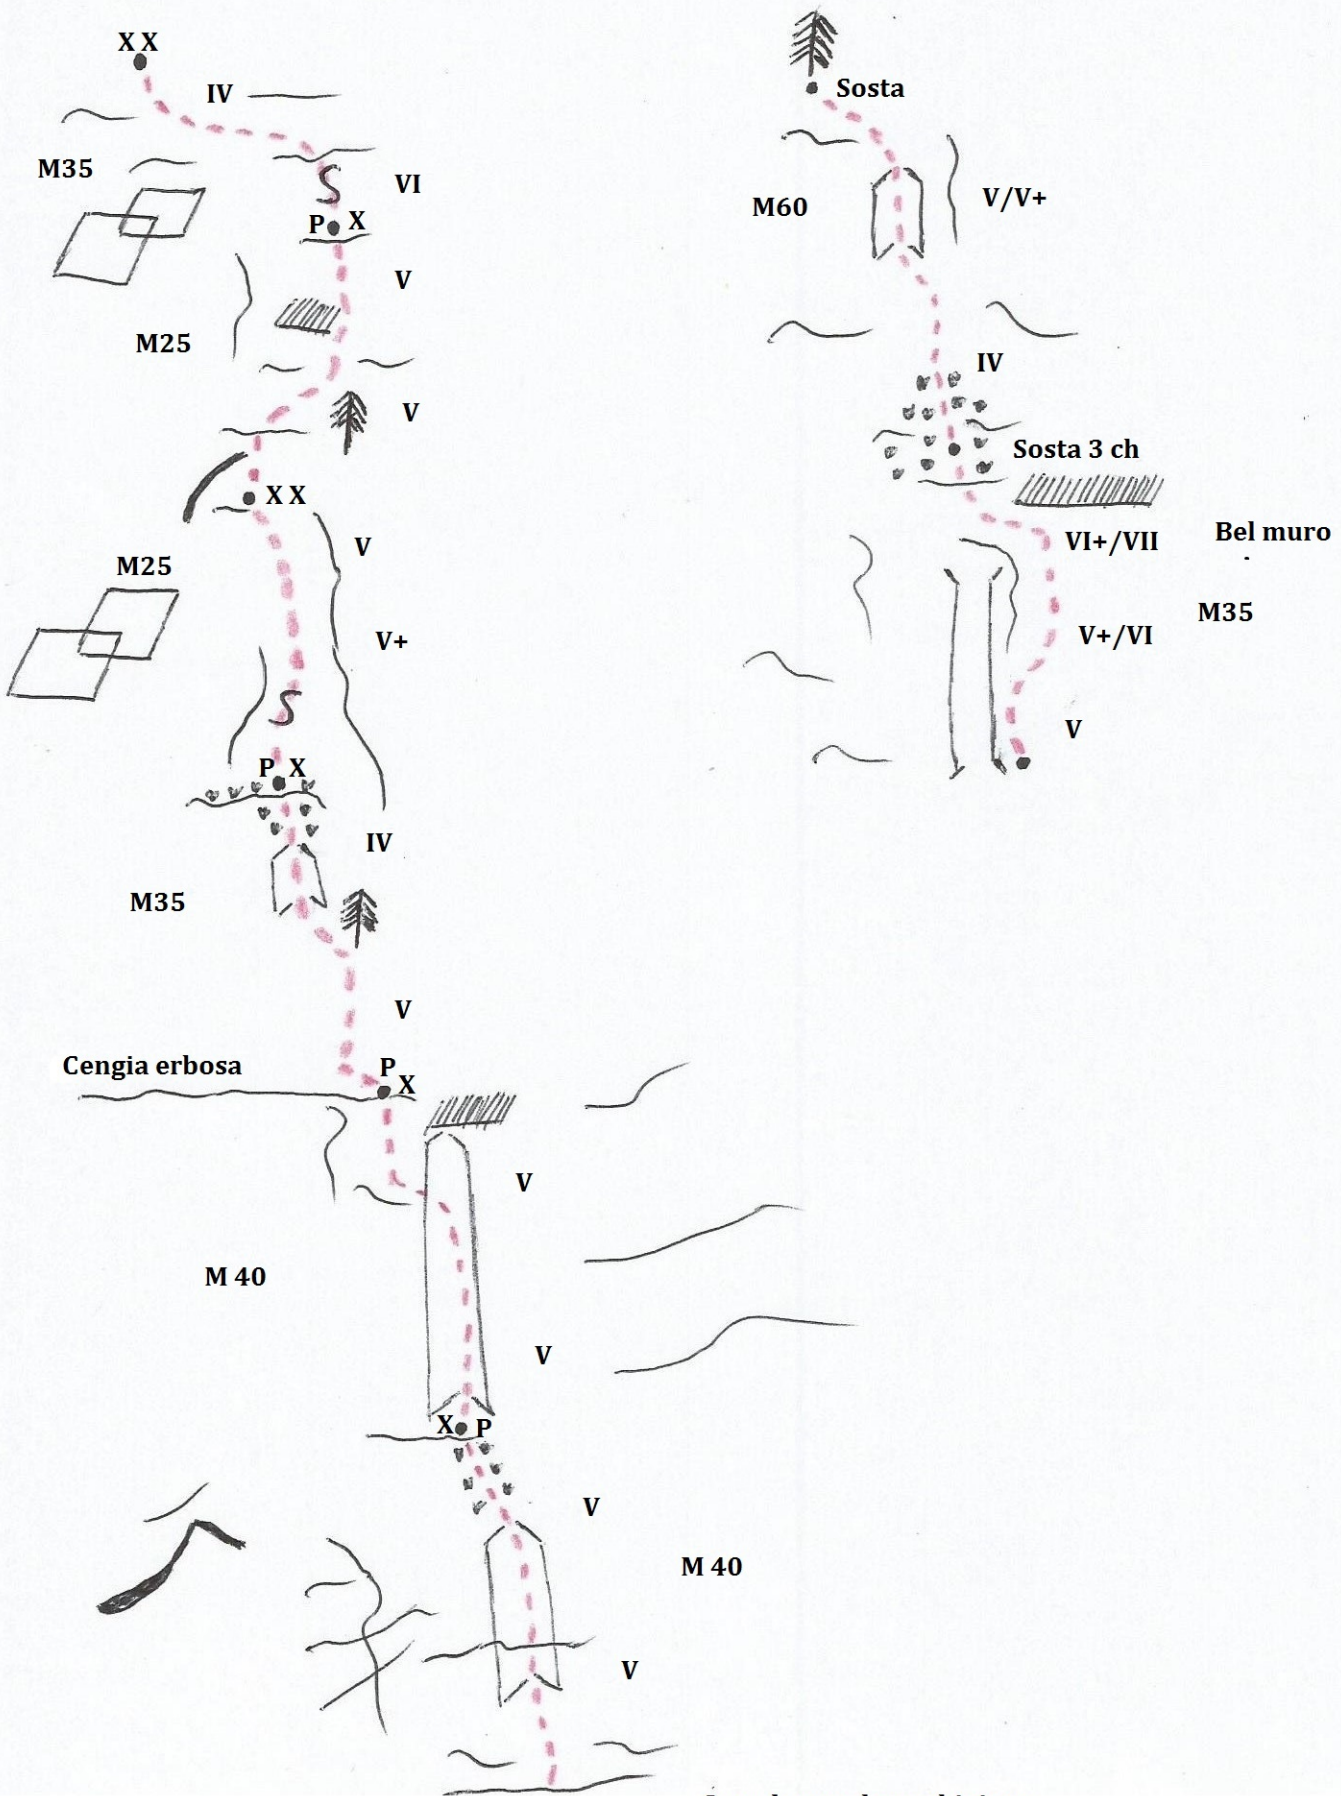 X X
IV
M35
VI
P X
V
M25
V
X X
V
M25
V+
P X
IV
M35
V
Cengia erbosa
P
X
V
M 40
V
X P
V
M 40
V
Sosta
V/V+
M60
IV
Sosta 3 ch
VI+/VII
Bel muro
M35
V+/VI
V